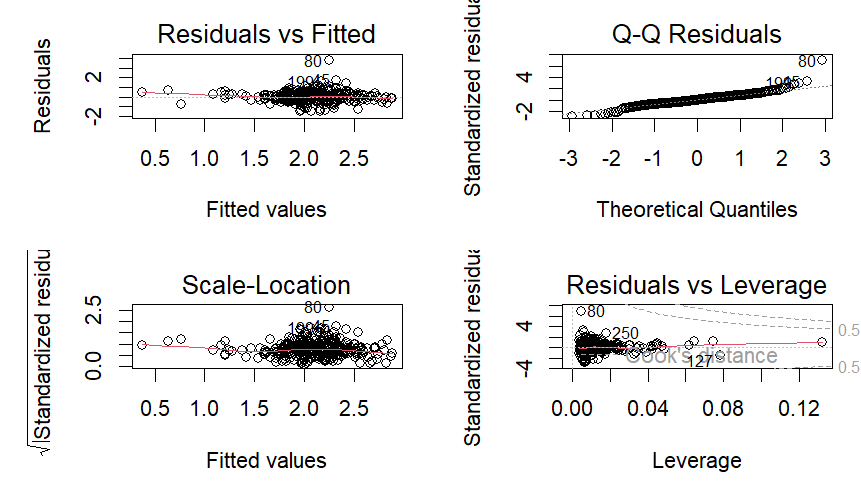 Residuals vs Fitted
Residuals
-2
2
80
0.5 1.0 1.5 2.0 2.5
Fitted values
Q-Q Residuals
Standardized residua
-2
4
80
-3 -2 -1 0 1 2 3
Theoretical Quantiles
Scale-Location
√|Standardized residu
0.0
2.5
80
0.5 1.0 1.5 2.0 2.5
Fitted values
Residuals vs Leverage
Standardized residua
-4
4
80
250
127
Cook's distance
0.5
0.5
0.00 0.04 0.08 0.12
Leverage